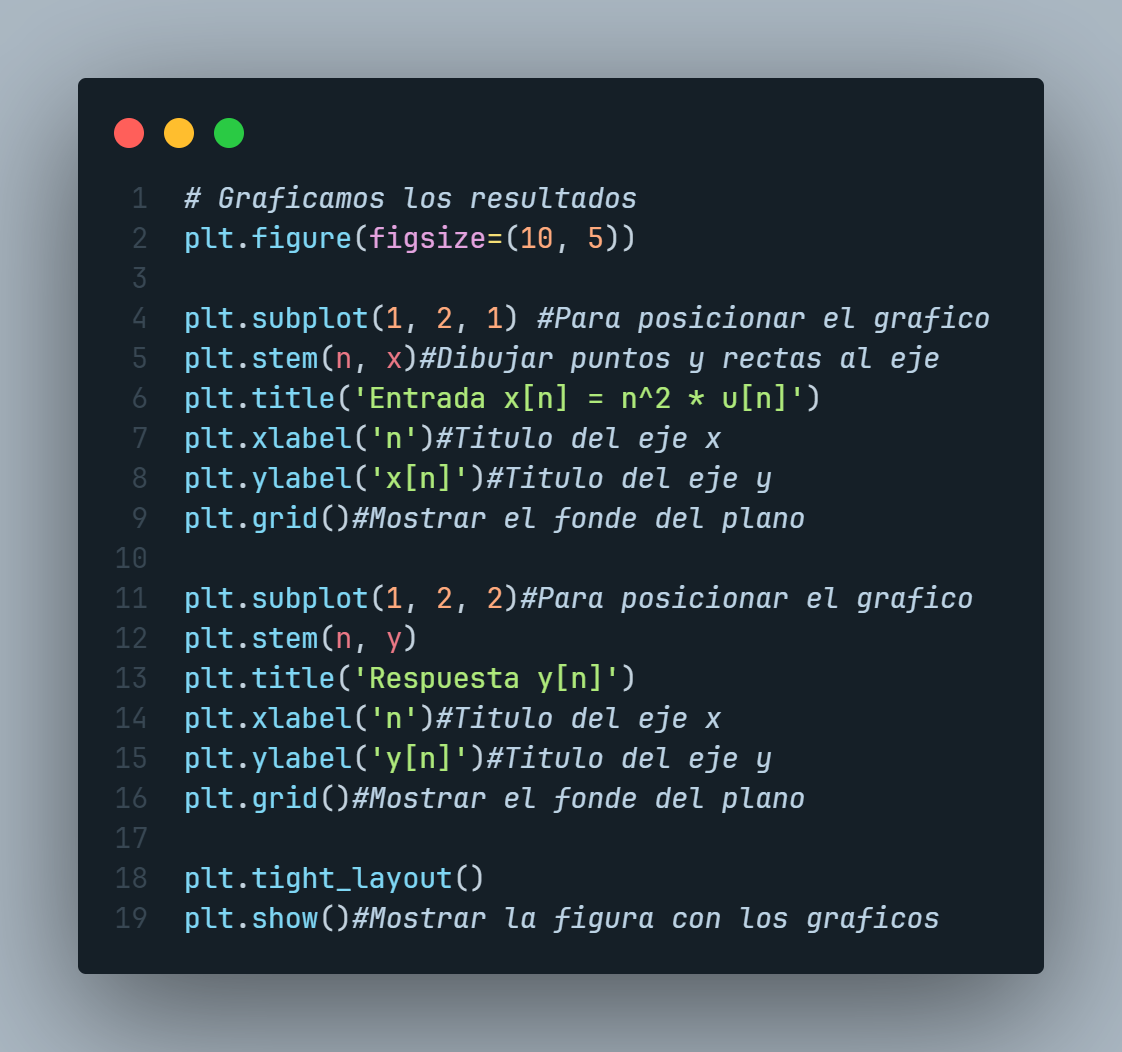 1 # Graficamos los resultados
2 plt.figure(figsize=(10, 5))
3
4 plt.subplot(1, 2, 1) #Para posicionar el grafico
5 plt.stem(n, x)#Dibujar puntos y rectas al eje
6 plt.title('Entrada x[n] = n^2 * u[n]')
7 plt.xlabel('n')#Titulo del eje x
8 plt.ylabel('x[n]')#Titulo del eje y
9 plt.grid()#Mostrar el fonde del plano
10
11 plt.subplot(1, 2, 2)#Para posicionar el grafico
12 plt.stem(n, y)
13 plt.title('Respuesta y[n]')
14 plt.xlabel('n')#Titulo del eje x
15 plt.ylabel('y[n]')#Titulo del eje y
16 plt.grid()#Mostrar el fonde del plano
17
18 plt.tight_layout()
19 plt.show()#Mostrar la figura con los graficos